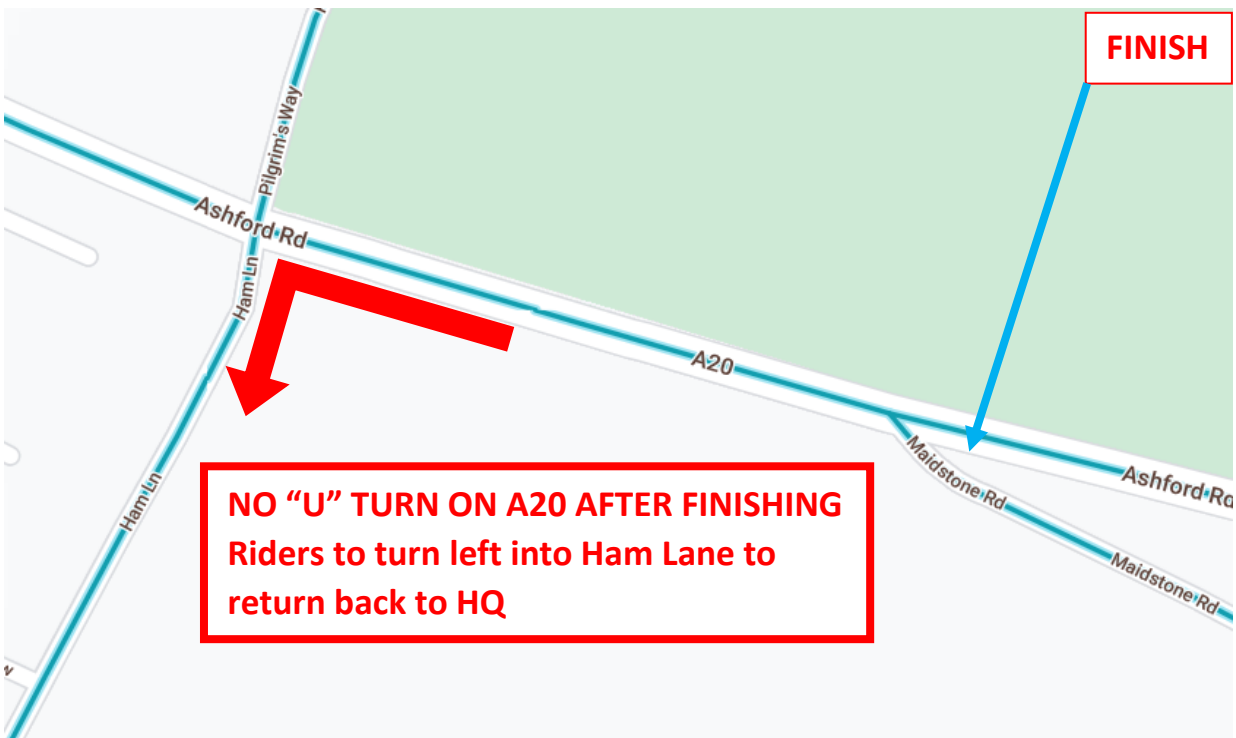 FINISH
Pilgrim's Way
Ashford Rd
Ham Ln
A20
Ashford Rd
Maidstone Rd
Ham Ln
NO “U” TURN ON A20 AFTER FINISHING
Riders to turn left into Ham Lane to
return back to HQ
Maidstone Rd